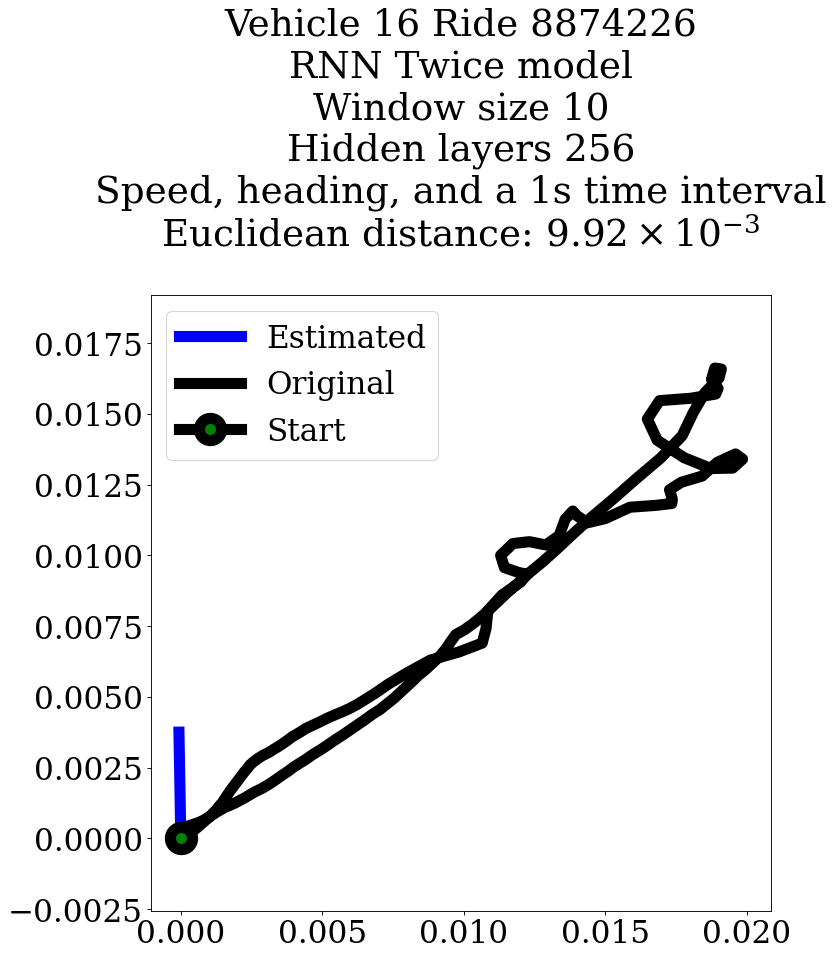 Vehicle 16 Ride 8874226
RNN Twice model
Window size 10
Hidden layers 256
Speed, heading, and a 1s time interval
Euclidean distance: 9.92 × 10⁻³
Estimated
Original
Start
0.0175
0.0150
0.0125
0.0100
0.0075
0.0050
0.0025
0.0000
−0.0025
0.000 0.005 0.010 0.015 0.020